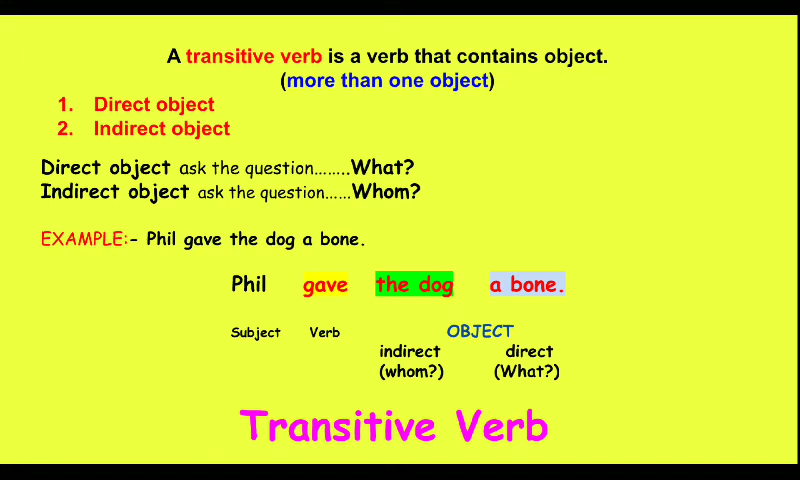 A transitive verb is a verb that contains object.
(more than one object)
1. Direct object
2. Indirect object
Direct object ask the question........What?
Indirect object ask the question......Whom?
EXAMPLE:- Phil gave the dog a bone.
Phil gave the dog a bone.
Subject Verb OBJECT
indirect direct
(whom?) (What?)
Transitive Verb